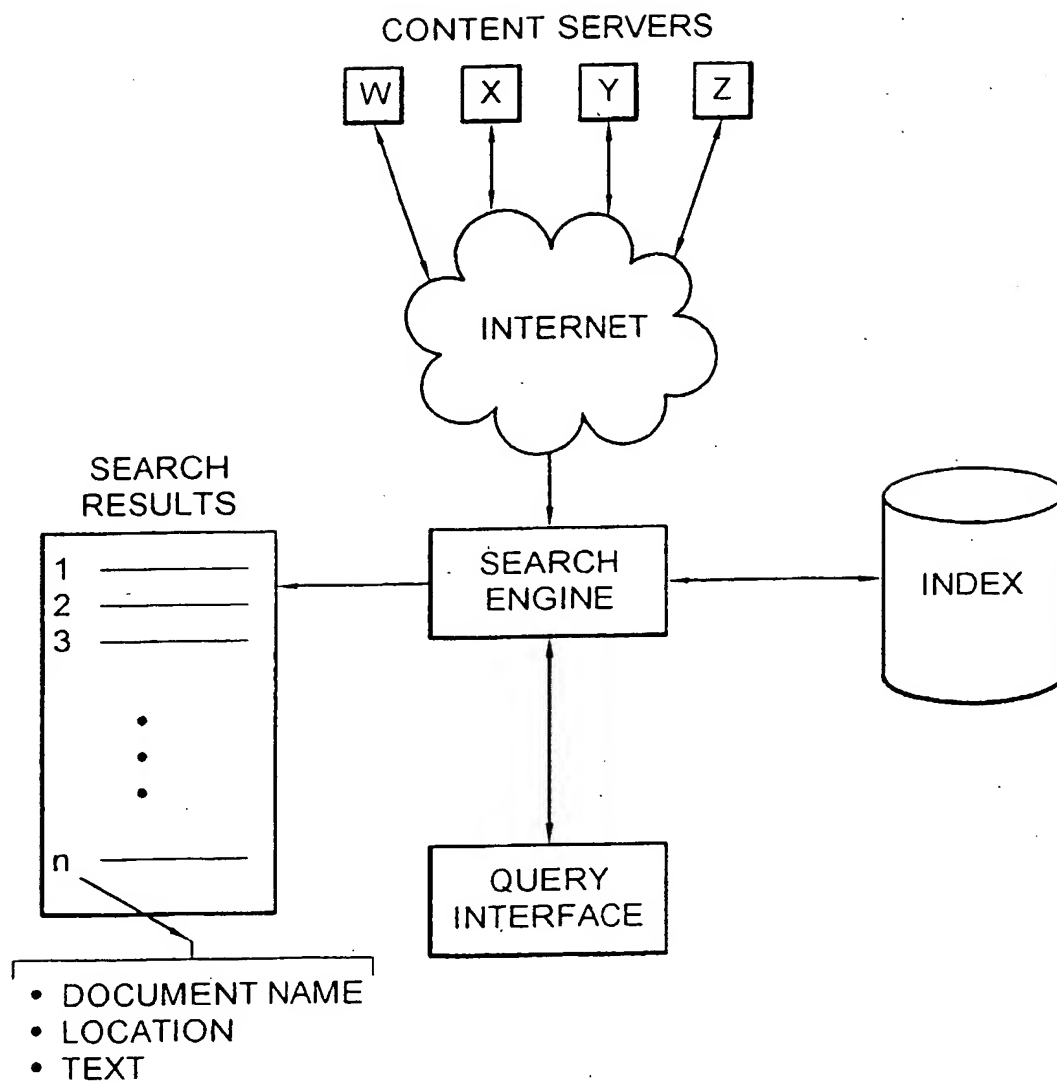 CONTENT SERVERS
W X Y Z
INTERNET
SEARCH
RESULTS
1
2
3
n
SEARCH
ENGINE
INDEX
QUERY
INTERFACE
• DOCUMENT NAME
• LOCATION
• TEXT